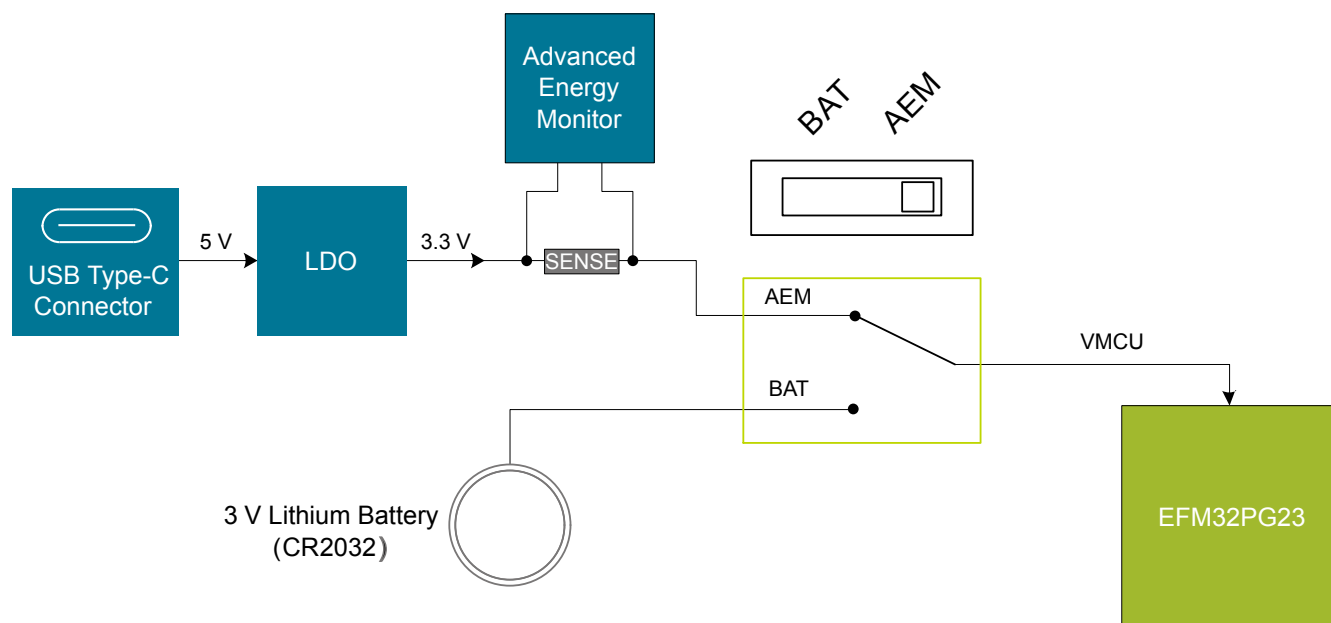 Advanced
Energy
Monitor
BAT
AEM
USB Type-C
Connector
5 V
LDO
3.3 V
SENSE
AEM
VMCU
BAT
3 V Lithium Battery
(CR2032)
EFM32PG23